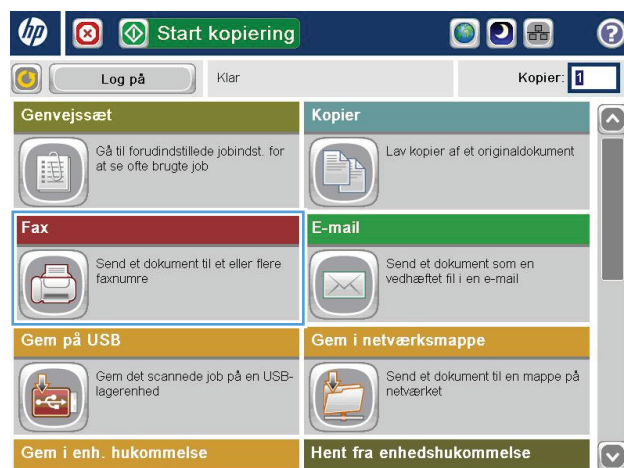 hp
Start kopiering
?
Log på
Klar
Kopier: 1
Genvejssæt
Gå til forudindstillede jobindst. for
at se ofte brugte job
Kopier
Lav kopier af et originaldokument
Fax
Send et dokument til et eller flere
faxnumre
E-mail
Send et dokument som en
vedhæftet fil i en e-mail
Gem på USB
Gem det scannede job på en USB-
lagerenhed
Gem i netværksmappe
Send et dokument til en mappe på
netværket
Gem i enh. hukommelse
Hent fra enhedshukommelse